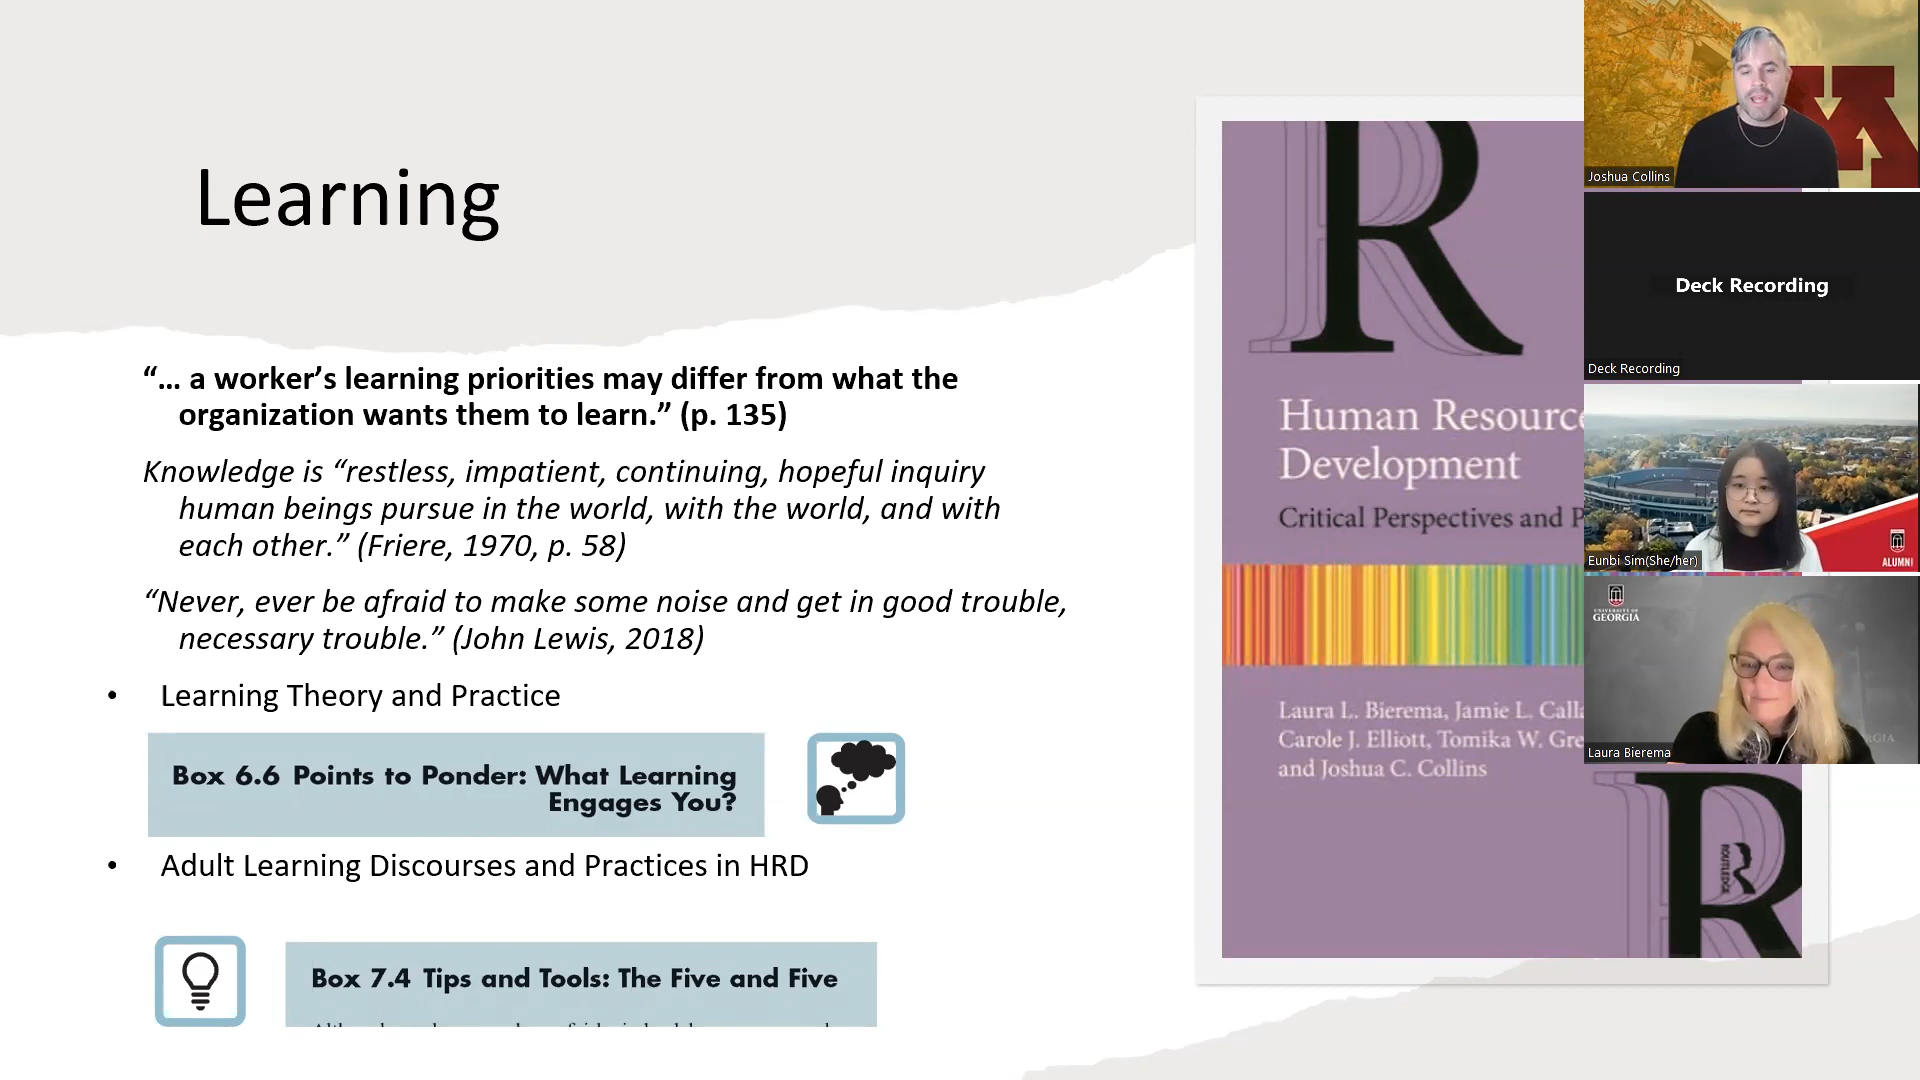 Learning
“… a worker’s learning priorities may differ from what the
organization wants them to learn.” (p. 135)
Knowledge is “restless, impatient, continuing, hopeful inquiry
human beings pursue in the world, with the world, and with
each other.” (Friere, 1970, p. 58)
“Never, ever be afraid to make some noise and get in good trouble,
necessary trouble.” (John Lewis, 2018)
• Learning Theory and Practice
Box 6.6 Points to Ponder: What Learning
Engages You?
• Adult Learning Discourses and Practices in HRD
Box 7.4 Tips and Tools: The Five and Five
R
Human Resource
Development
Critical Perspectives and P
Laura L. Bierema, Jamie L. Calla
Carole J. Elliott, Tomika W. Gre
and Joshua C. Collins
R
ROUTLEDGE
M
Joshua Collins
Deck Recording
Deck Recording
ALUMNI
Eunbi Sim(She/her)
UNIVERSITY OF
GEORGIA
Laura Bierema